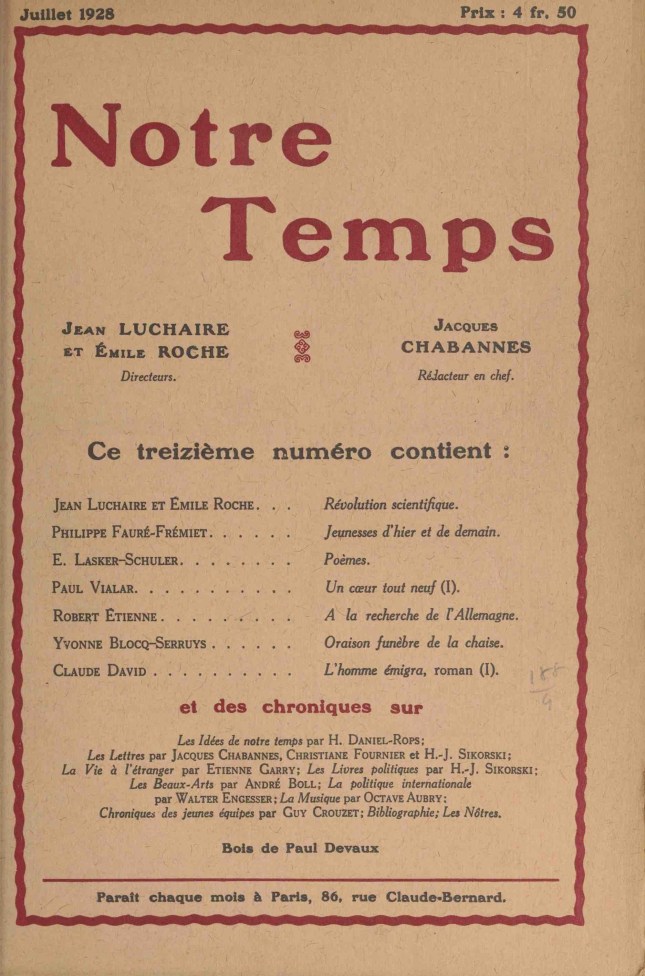 Juillet 1928 Prix : 4 fr. 50
Notre
Temps
JEAN LUCHAIRE
ET ÉMILE ROCHE
Directeurs.
JACQUES
CHABANNES
Rédacteur en chef.
Ce treizième numéro contient :
JEAN LUCHAIRE ET ÉMILE ROCHE. . . Révolution scientifique.
PHILIPPE FAURÉ-FRÉMIET. . . . . . Jeunesses d'hier et de demain.
E. LASKER-SCHULER. . . . . . . . Poèmes.
PAUL VIALAR. . . . . . . . . . . Un cœur tout neuf (I).
ROBERT ÉTIENNE. . . . . . . . . . A la recherche de l'Allemagne.
YVONNE BLOCQ-SERRUYS . . . . . . Oraison funèbre de la chaise.
CLAUDE DAVID . . . . . . . . . . L'homme émigra, roman (I).
et des chroniques sur
Les Idées de notre temps par H. DANIEL-ROPS;
Les Lettres par JACQUES CHABANNES, CHRISTIANE FOURNIER et H.-J. SIKORSKI;
La Vie à l'étranger par ETIENNE GARRY; Les Livres politiques par H.-J. SIKORSKI;
Les Beaux-Arts par ANDRÉ BOLL; La politique internationale
par WALTER ENGESSER; La Musique par OCTAVE AUBRY;
Chroniques des jeunes équipes par GUY CROUZET; Bibliographie; Les Nôtres.
Bois de Paul Devaux
Paraît chaque mois à Paris, 86, rue Claude-Bernard.